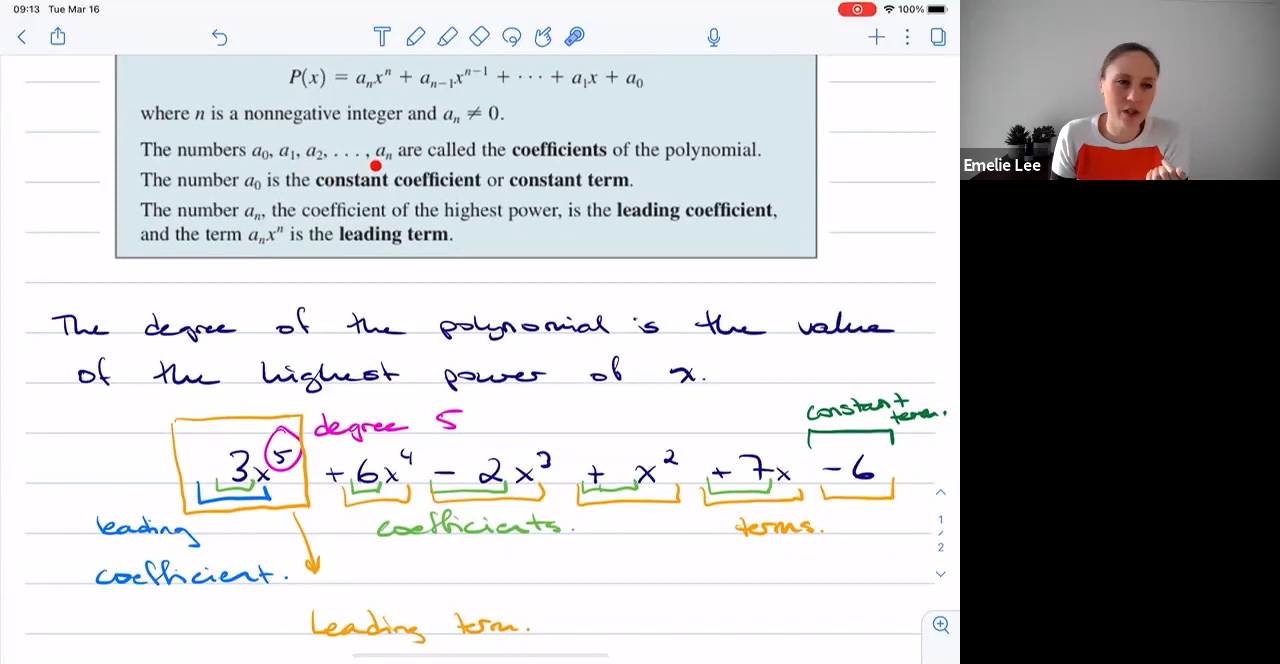 09:13 Tue Mar 16
100%
P(x) = aₙxⁿ + aₙ₋₁xⁿ⁻¹ + · · · + a₁x + a₀
where n is a nonnegative integer and aₙ ≠ 0.
The numbers a₀, a₁, a₂, . . . , aₙ are called the coefficients of the polynomial.
The number a₀ is the constant coefficient or constant term.
The number aₙ, the coefficient of the highest power, is the leading coefficient,
and the term aₙxⁿ is the leading term.
Emelie Lee
The degree of the polynomial is the value
of the highest power of x.
constant
term.
degree 5
3x⁵ + 6x⁴ - 2x³ + x² + 7x - 6
leading
coefficient.
coefficients.
terms.
Leading term.
1
/
2